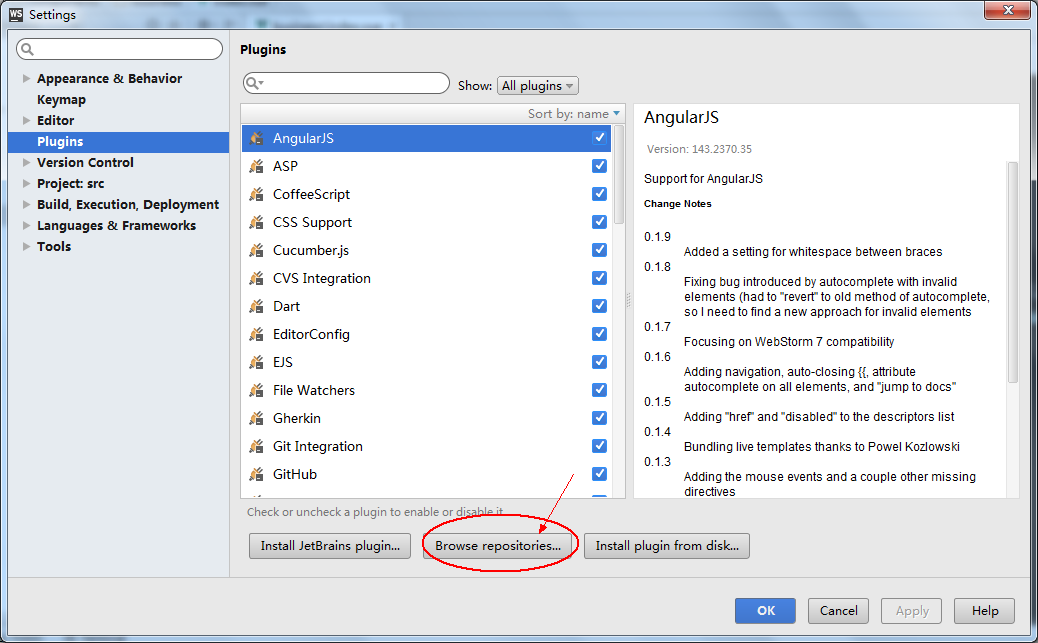 WS Settings
Appearance & Behavior
Keymap
Editor
Plugins
Version Control
Project: src
Build, Execution, Deployment
Languages & Frameworks
Tools
Plugins
Show: All plugins
Sort by: name
AngularJS
ASP
CoffeeScript
CSS Support
Cucumber.js
CVS Integration
Dart
EditorConfig
EJS
File Watchers
Gherkin
Git Integration
GitHub
Check or uncheck a plugin to enable or disable it
Install JetBrains plugin...
Browse repositories...
Install plugin from disk...
AngularJS
Version: 143.2370.35
Support for AngularJS
Change Notes
0.1.9
Added a setting for whitespace between braces
0.1.8
Fixing bug introduced by autocomplete with invalid
elements (had to "revert" to old method of autocomplete,
so I need to find a new approach for invalid elements
0.1.7
Focusing on WebStorm 7 compatibility
0.1.6
Adding navigation, auto-closing {{, attribute
autocomplete on all elements, and "jump to docs"
0.1.5
Adding "href" and "disabled" to the descriptors list
0.1.4
Bundling live templates thanks to Powel Kozlowski
0.1.3
Adding the mouse events and a couple other missing
directives
OK
Cancel
Apply
Help